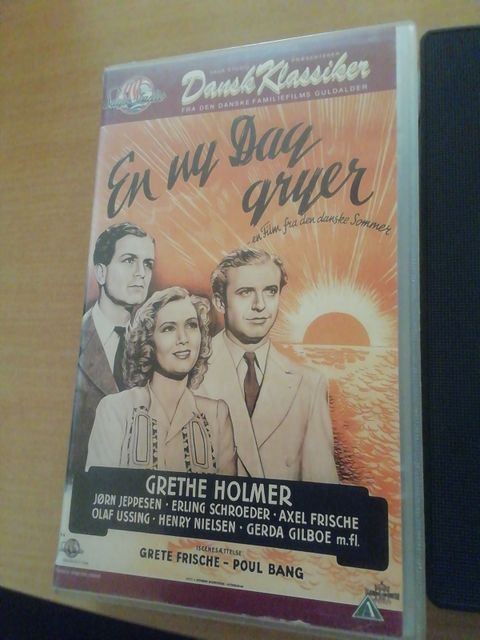 Dansk Klassiker
FRA DEN DANSKE FAMILIEFILMS GULDALDER
En ny Dag
gryer
...en Film fra den danske Sommer
GRETHE HOLMER
JØRN JEPPESEN · ERLING SCHROEDER · AXEL FRISCHE
OLAF USSING · HENRY NIELSEN · GERDA GILBOE m.fl.
ISCENESÆTTELSE
GRETE FRISCHE - POUL BANG